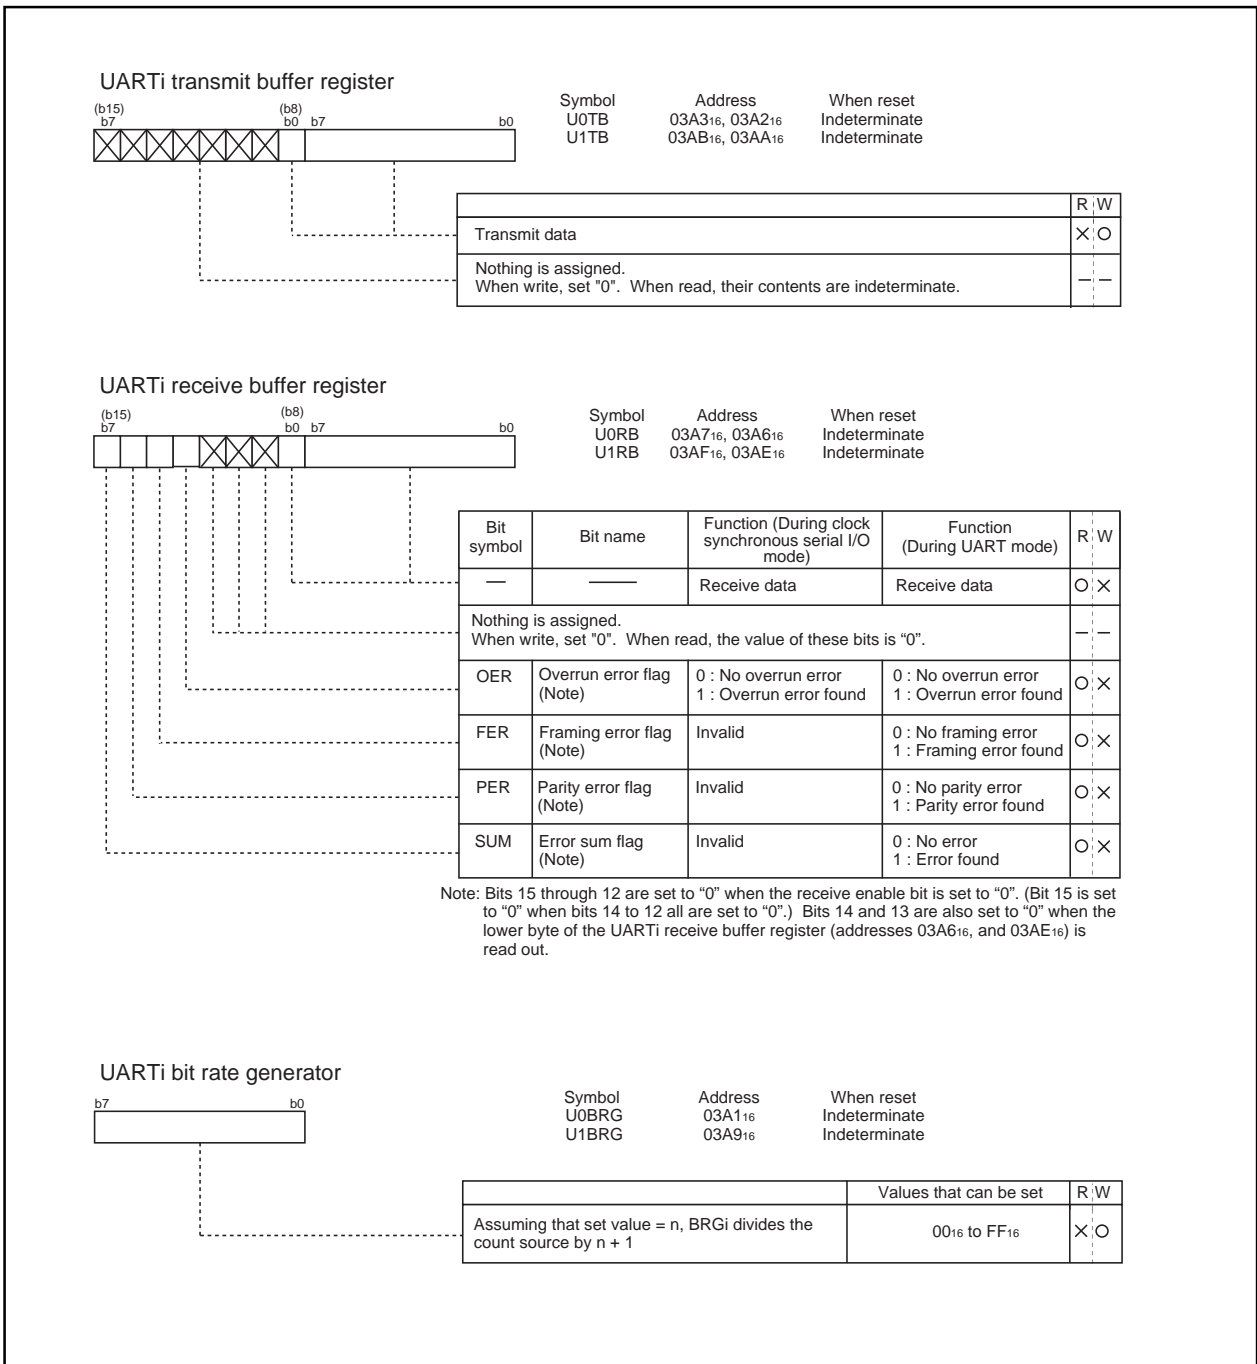 UARTi transmit buffer register
(b15) (b8)
b7 b0 b7 b0
Symbol Address When reset
U0TB 03A3₁₆, 03A2₁₆ Indeterminate
U1TB 03AB₁₆, 03AA₁₆ Indeterminate
R W
Transmit data × ○
Nothing is assigned.
When write, set "0". When read, their contents are indeterminate. — —
UARTi receive buffer register
(b15) (b8)
b7 b0 b7 b0
Symbol Address When reset
U0RB 03A7₁₆, 03A6₁₆ Indeterminate
U1RB 03AF₁₆, 03AE₁₆ Indeterminate
Bit symbol Bit name Function (During clock synchronous serial I/O mode) Function (During UART mode) R W
— — Receive data Receive data ○ ×
Nothing is assigned.
When write, set "0". When read, the value of these bits is “0”. — —
OER Overrun error flag (Note) 0 : No overrun error 1 : Overrun error found 0 : No overrun error 1 : Overrun error found ○ ×
FER Framing error flag (Note) Invalid 0 : No framing error 1 : Framing error found ○ ×
PER Parity error flag (Note) Invalid 0 : No parity error 1 : Parity error found ○ ×
SUM Error sum flag (Note) Invalid 0 : No error 1 : Error found ○ ×
Note: Bits 15 through 12 are set to “0” when the receive enable bit is set to “0”. (Bit 15 is set
to “0” when bits 14 to 12 all are set to “0”.) Bits 14 and 13 are also set to “0” when the
lower byte of the UARTi receive buffer register (addresses 03A6₁₆, and 03AE₁₆) is
read out.
UARTi bit rate generator
b7 b0
Symbol Address When reset
U0BRG 03A1₁₆ Indeterminate
U1BRG 03A9₁₆ Indeterminate
Values that can be set R W
Assuming that set value = n, BRGi divides the
count source by n + 1 00₁₆ to FF₁₆ × ○